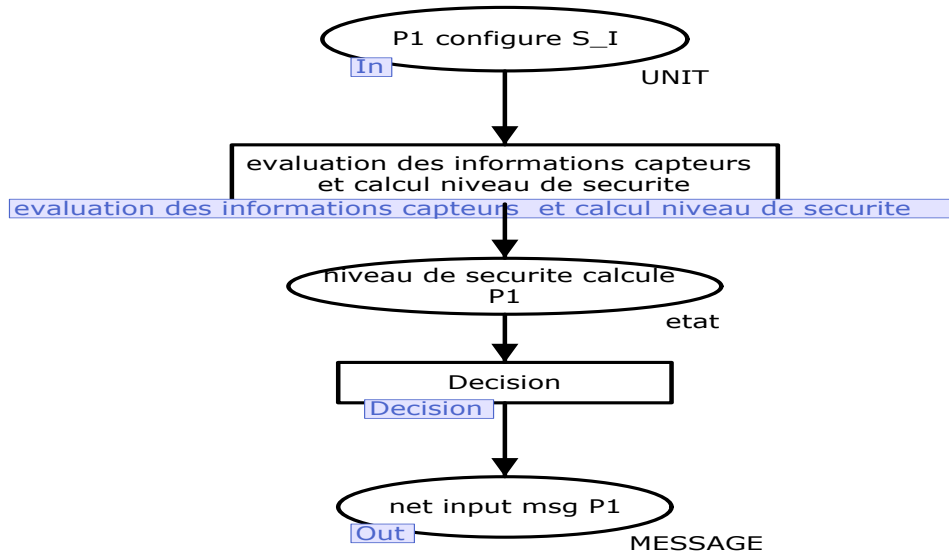 P1 configure S_I
In
UNIT
evaluation des informations capteurs
et calcul niveau de securite
evaluation des informations capteurs et calcul niveau de securite
niveau de securite calcule
P1
etat
Decision
Decision
net input msg P1
Out
MESSAGE